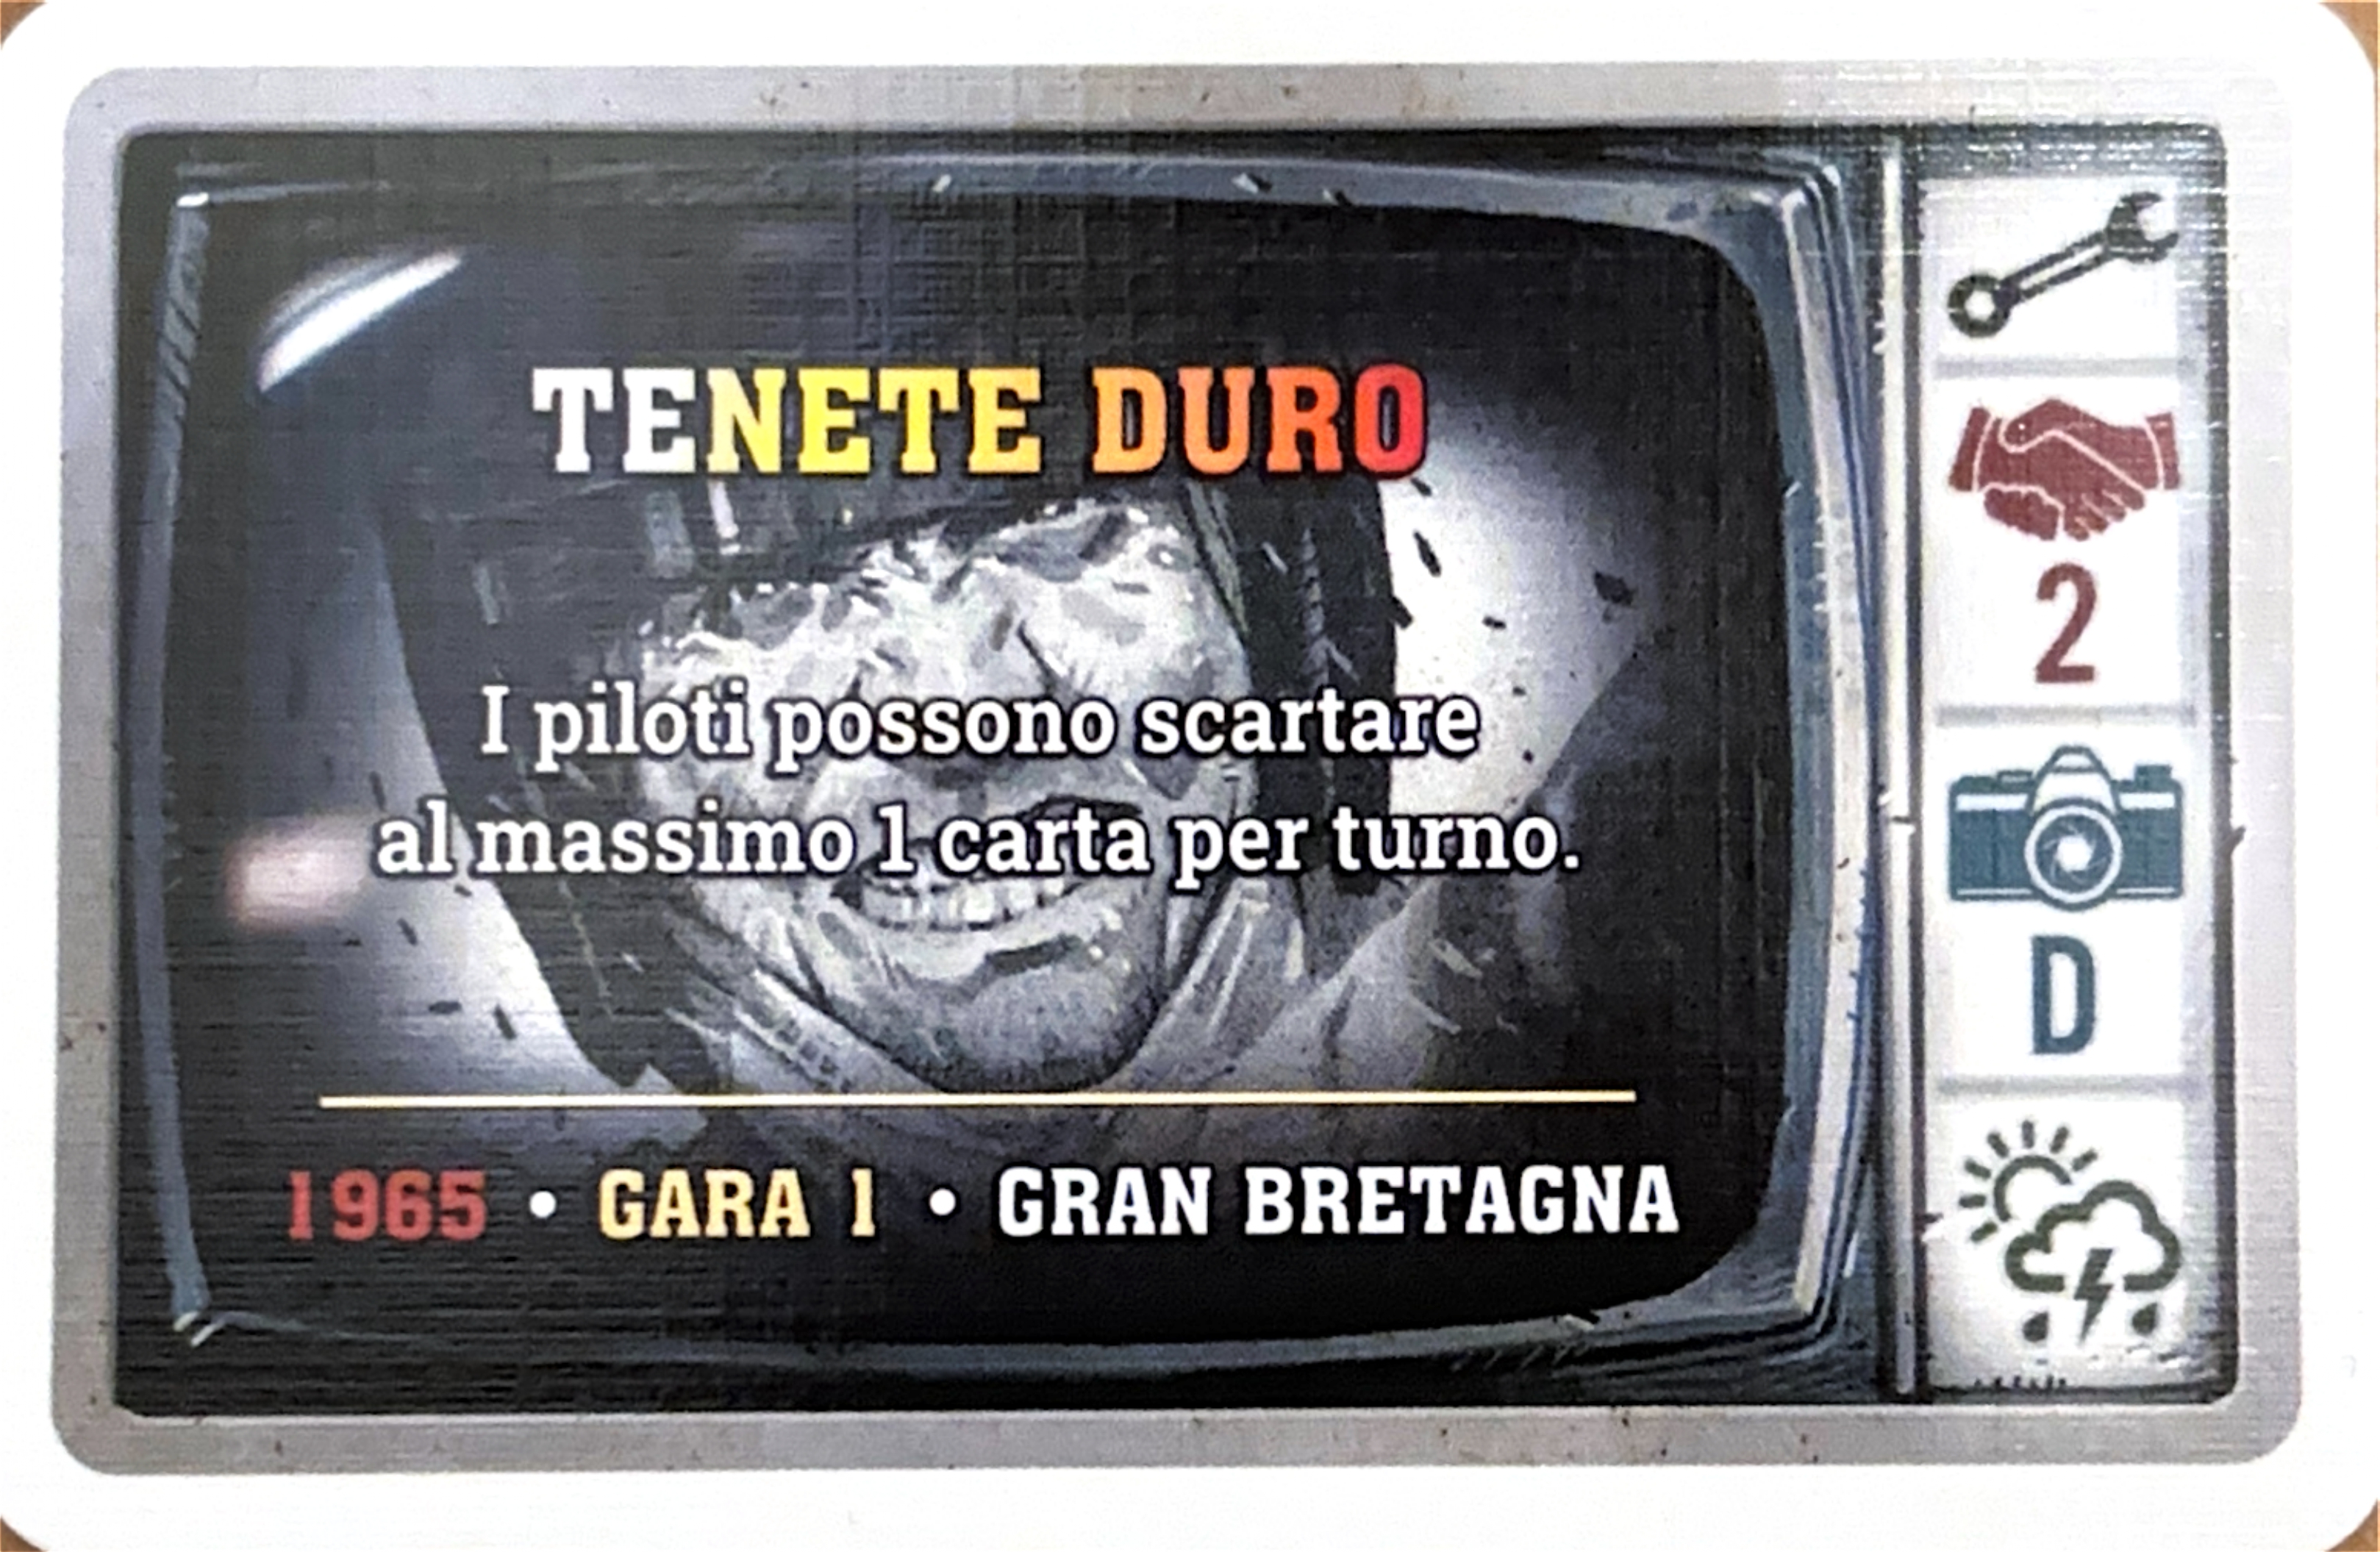 TENETE DURO
I piloti possono scartare
al massimo 1 carta per turno.
1965 • GARA 1 • GRAN BRETAGNA
2
D